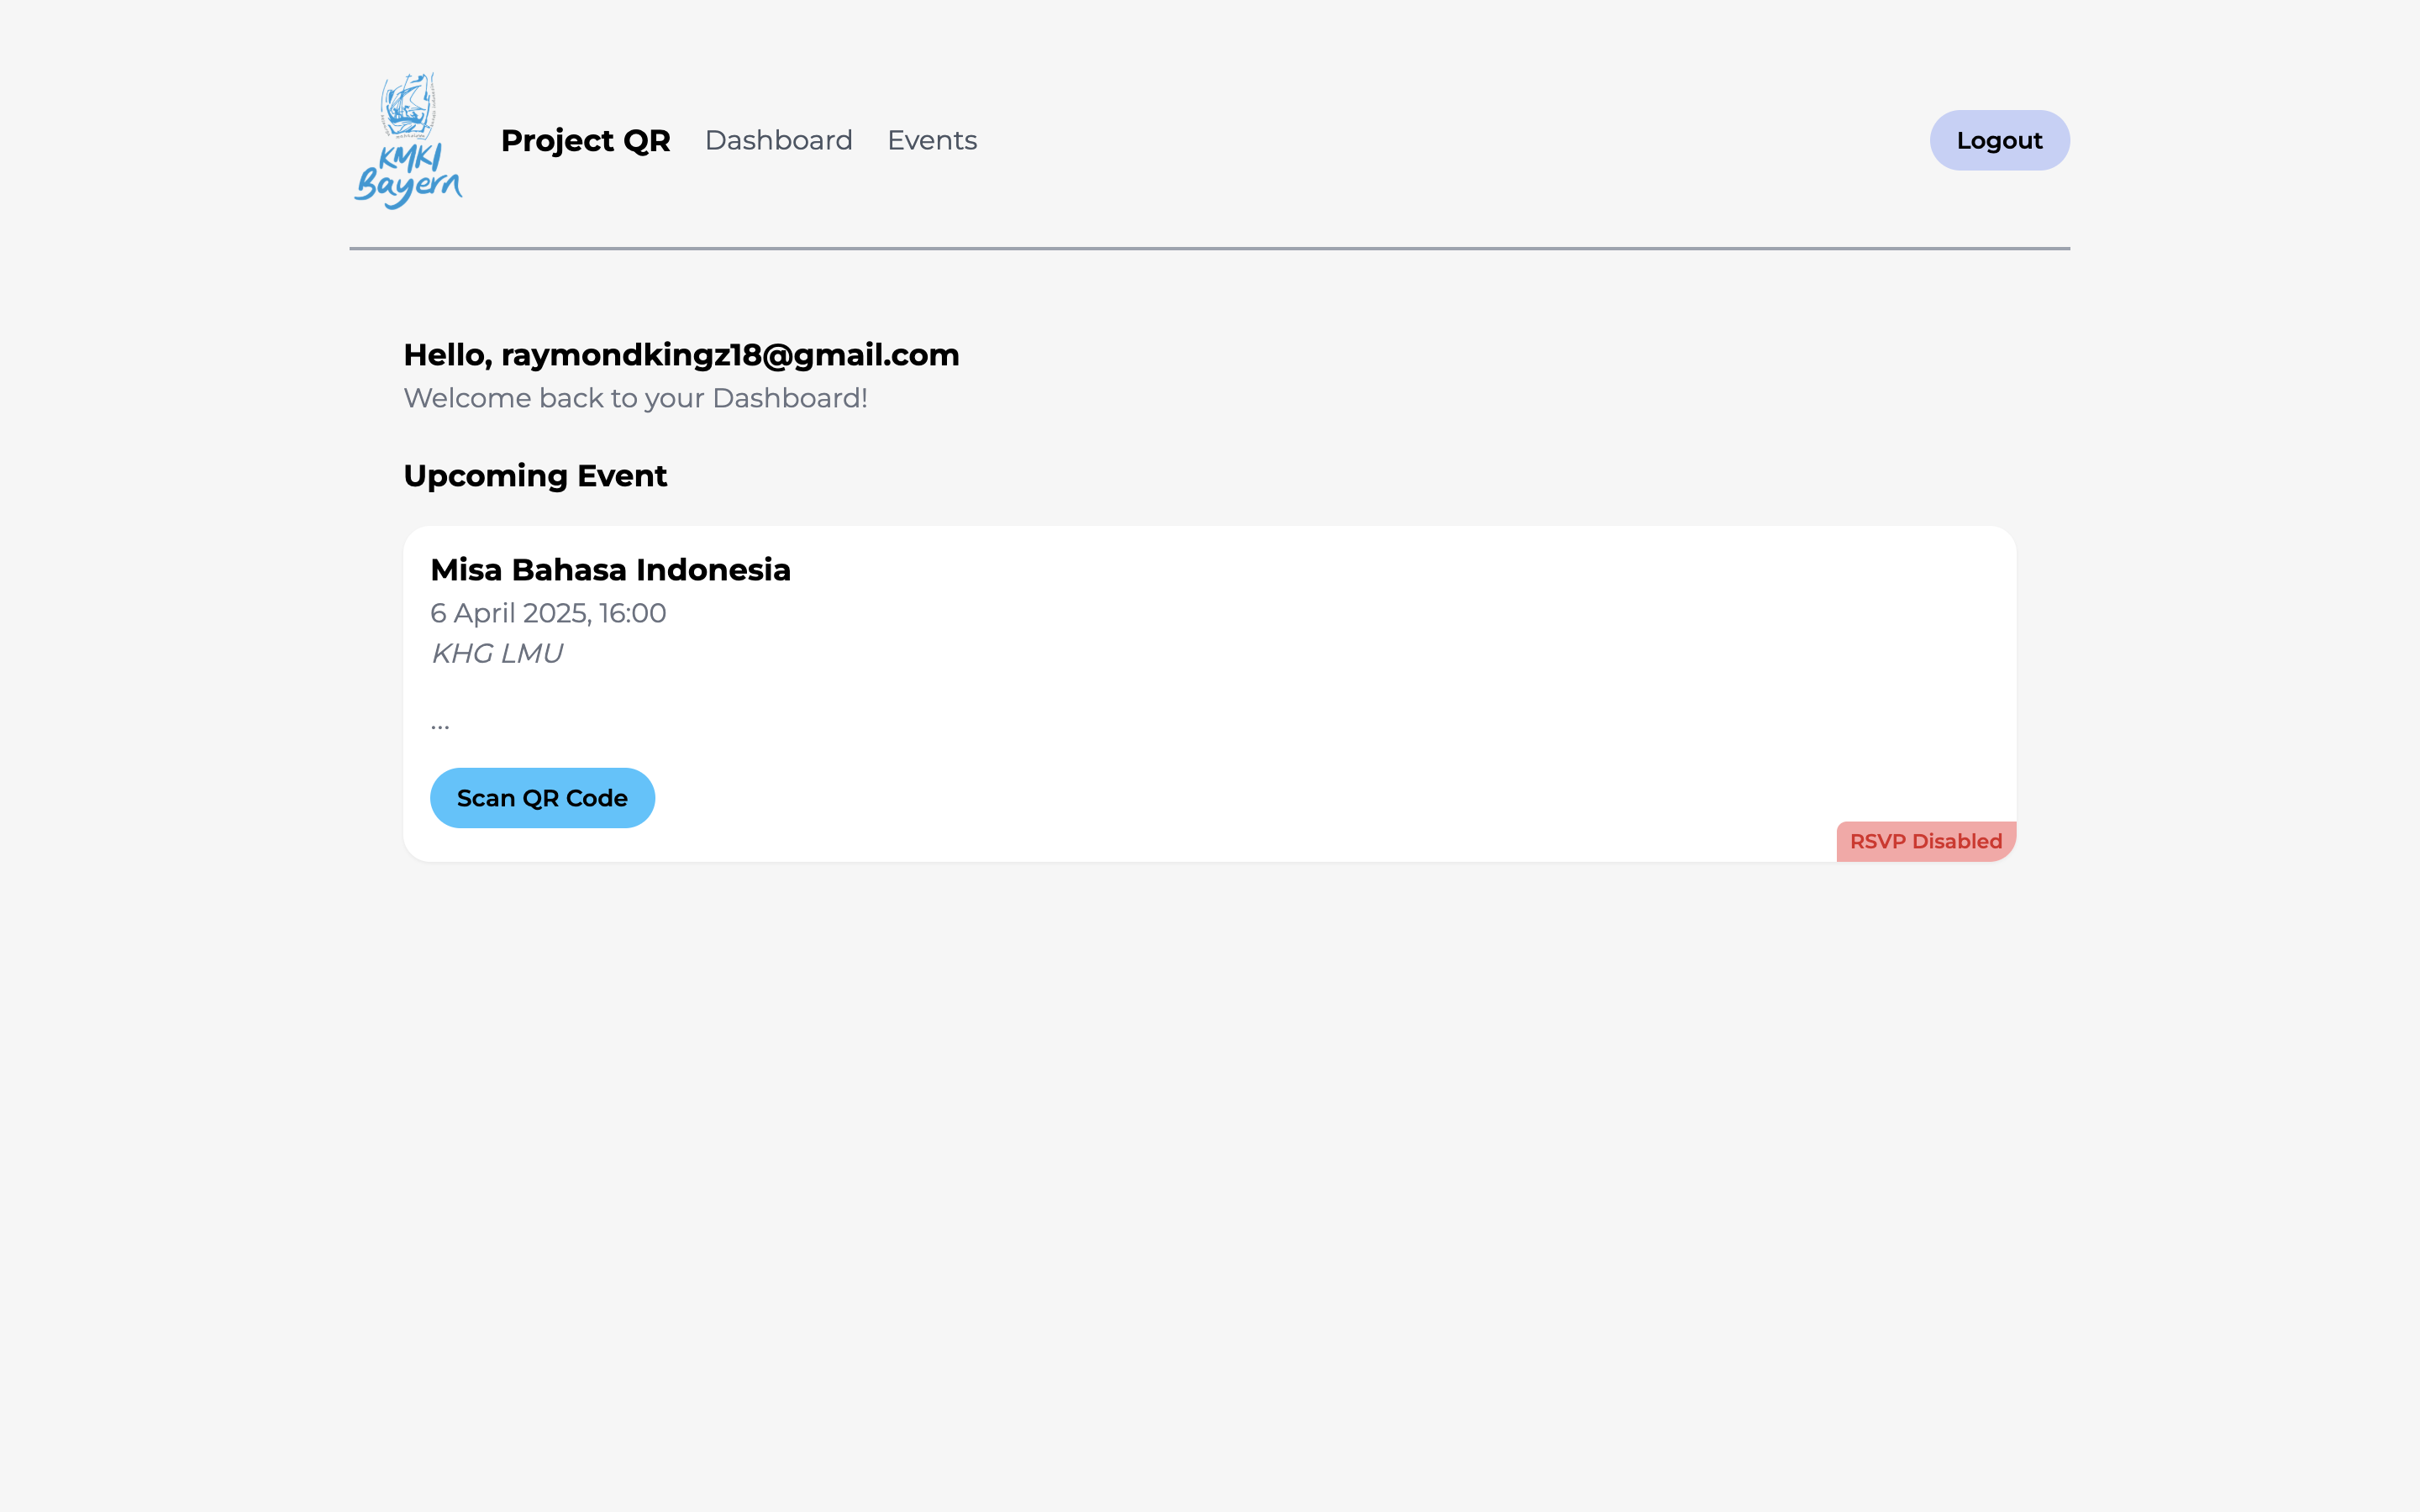 KMKI
Bayern
Project QR
Dashboard
Events
Logout
Hello, raymondkingz18@gmail.com
Welcome back to your Dashboard!
Upcoming Event
Misa Bahasa Indonesia
6 April 2025, 16:00
KHG LMU
...
Scan QR Code
RSVP Disabled